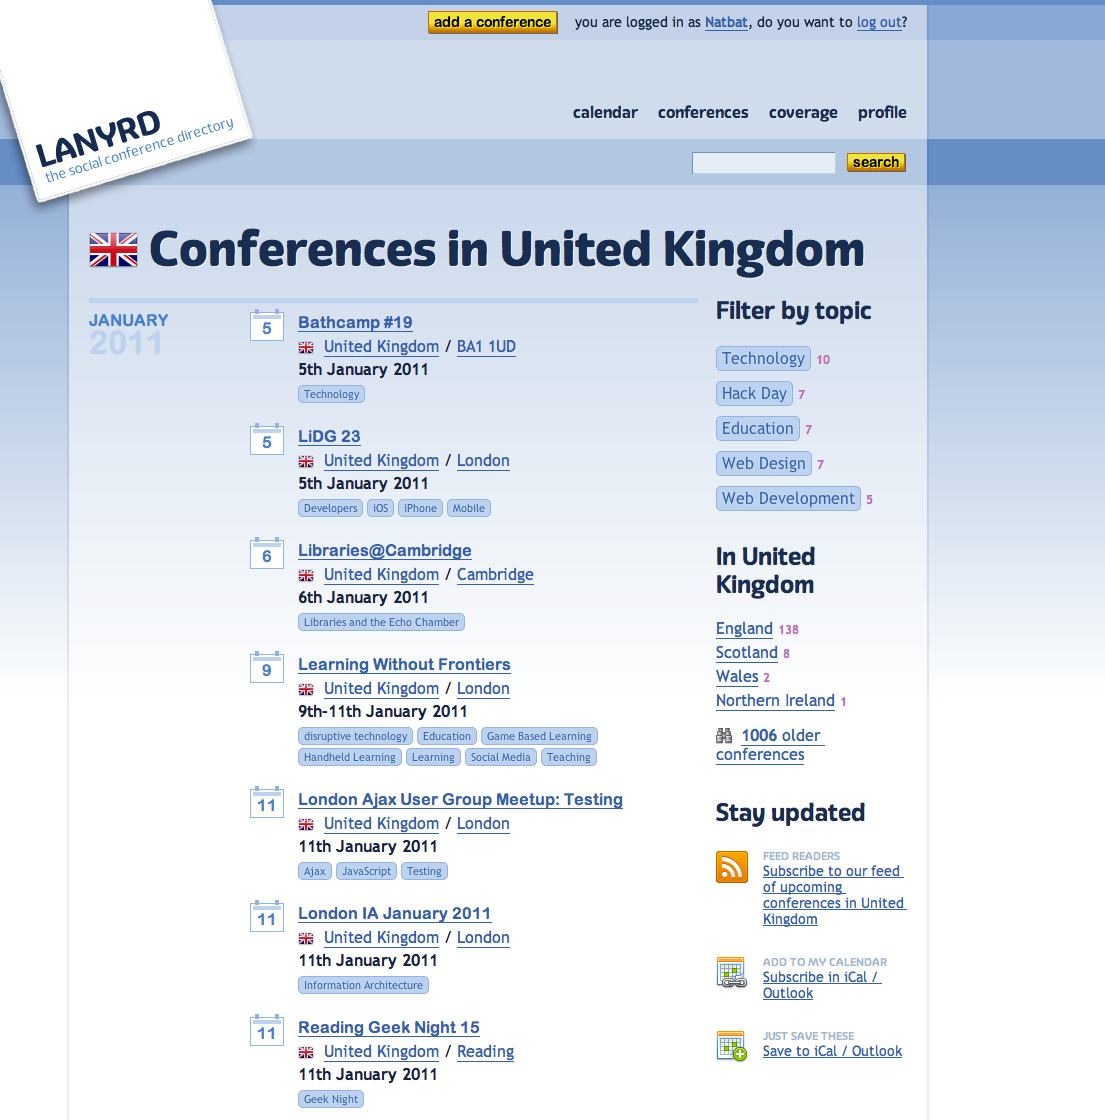 add a conference
you are logged in as Natbat, do you want to log out?
LANYRD
the social conference directory
calendar conferences coverage profile
search
Conferences in United Kingdom
JANUARY
2011
5
Bathcamp #19
United Kingdom / BA1 1UD
5th January 2011
Technology
5
LiDG 23
United Kingdom / London
5th January 2011
Developers iOS iPhone Mobile
6
Libraries@Cambridge
United Kingdom / Cambridge
6th January 2011
Libraries and the Echo Chamber
9
Learning Without Frontiers
United Kingdom / London
9th-11th January 2011
disruptive technology Education Game Based Learning
Handheld Learning Learning Social Media Teaching
11
London Ajax User Group Meetup: Testing
United Kingdom / London
11th January 2011
Ajax JavaScript Testing
11
London IA January 2011
United Kingdom / London
11th January 2011
Information Architecture
11
Reading Geek Night 15
United Kingdom / Reading
11th January 2011
Geek Night
Filter by topic
Technology 10
Hack Day 7
Education 7
Web Design 7
Web Development 5
In United
Kingdom
England 138
Scotland 8
Wales 2
Northern Ireland 1
1006 older
conferences
Stay updated
FEED READERS
Subscribe to our feed
of upcoming
conferences in United
Kingdom
ADD TO MY CALENDAR
Subscribe in iCal /
Outlook
JUST SAVE THESE
Save to iCal / Outlook